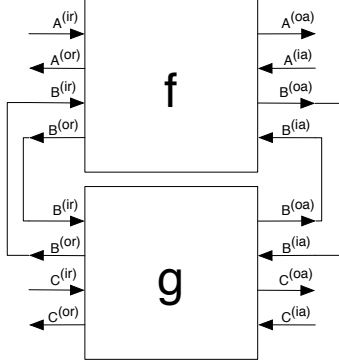 A(ir) A(oa)
A(or) A(ia)
B(ir) f B(oa)
B(or) B(ia)
B(ir) B(oa)
B(or) B(ia)
C(ir) g C(oa)
C(or) C(ia)